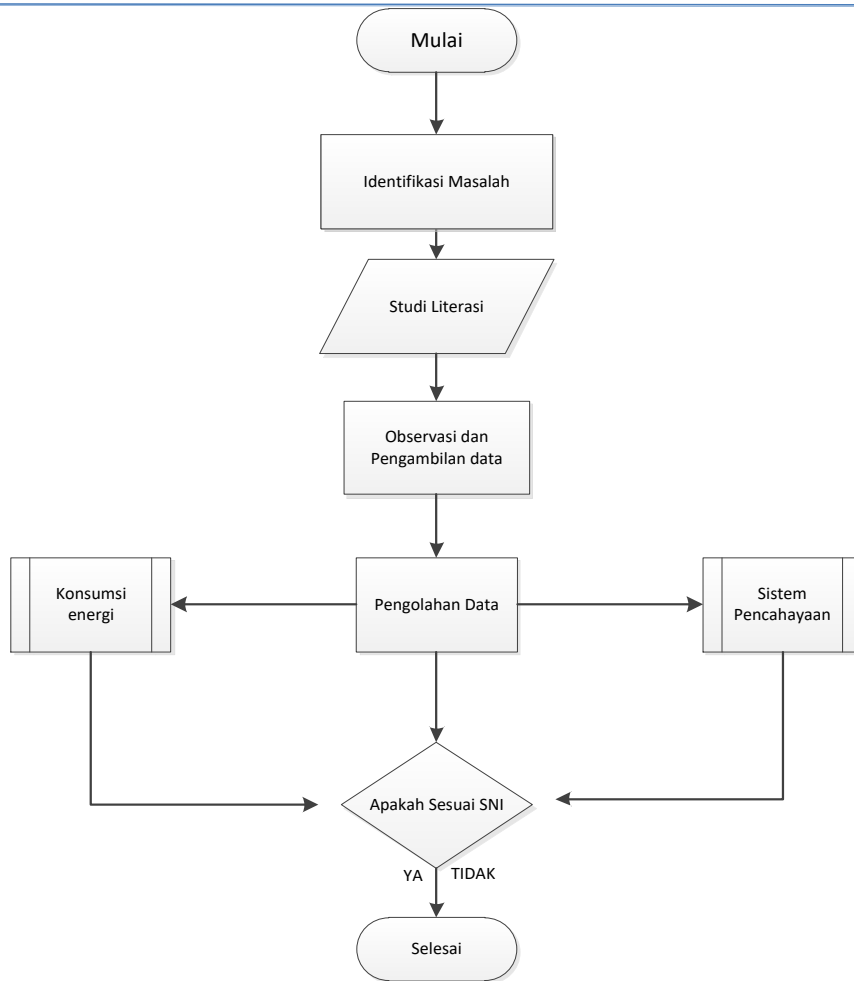 Mulai
Identifikasi Masalah
Studi Literasi
Observasi dan
Pengambilan data
Konsumsi
energi
Pengolahan Data
Sistem
Pencahayaan
Apakah Sesuai SNI
YA
TIDAK
Selesai